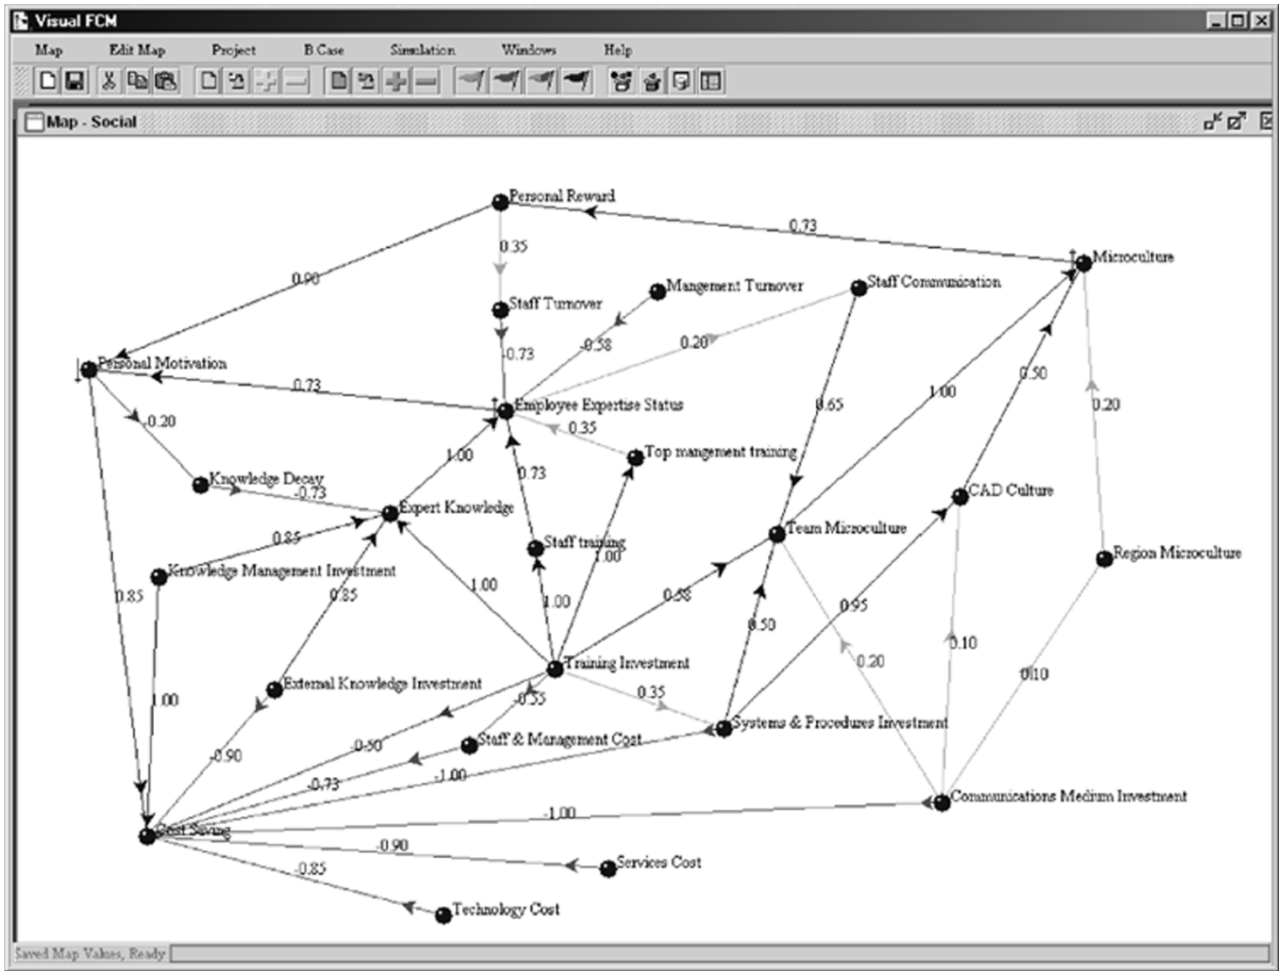 Visual FCM
Map Edit Map Project B.Case Simulation Windows Help
Map - Social
Personal Reward
0.73
0.35
Microculture
0.90
Mangement Turnover
Staff Communication
Staff Turnover
0.20
-0.58
-0.73
Personal Motivation
0.50
0.73
1.00
Employee Expertise Status
0.65
0.20
-0.20
0.35
1.00
Top mangement training
0.73
Knowledge Decay
-0.73
CAD Culture
Expert Knowledge
Team Microculture
0.85
Staff training
1.00
Region Microculture
Knowledge Management Investment
1.00
0.85
0.85
0.58
1.00
0.95
0.50
0.10
Training Investment
0.20
0.10
External Knowledge Investment
0.35
1.00
-0.55
Systems & Procedures Investment
Staff & Management Cost
-0.50
-0.90
-1.00
-0.73
Communications Medium Investment
-1.00
Cost Saving
-0.90
Services Cost
-0.85
Technology Cost
Saved Map Values, Ready